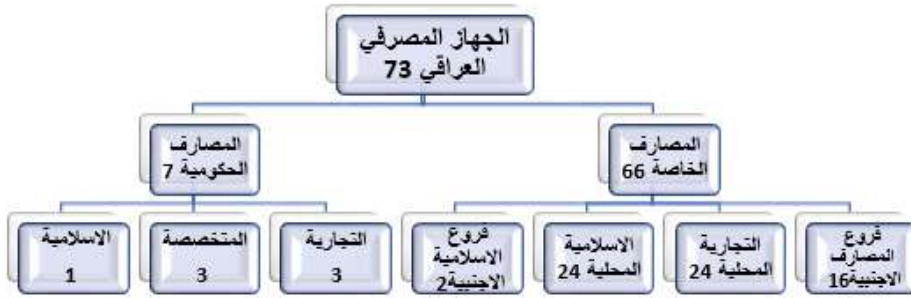 الجهاز المصرفي
العراقي 73
المصارف
الخاصة 66
المصارف
الحكومية 7
فروع
المصارف
الاجنبية16
التجارية
المحلية 24
الاسلامية
المحلية 24
فروع
الاسلامية
الاجنبية2
التجارية
3
المتخصصة
3
الاسلامية
1